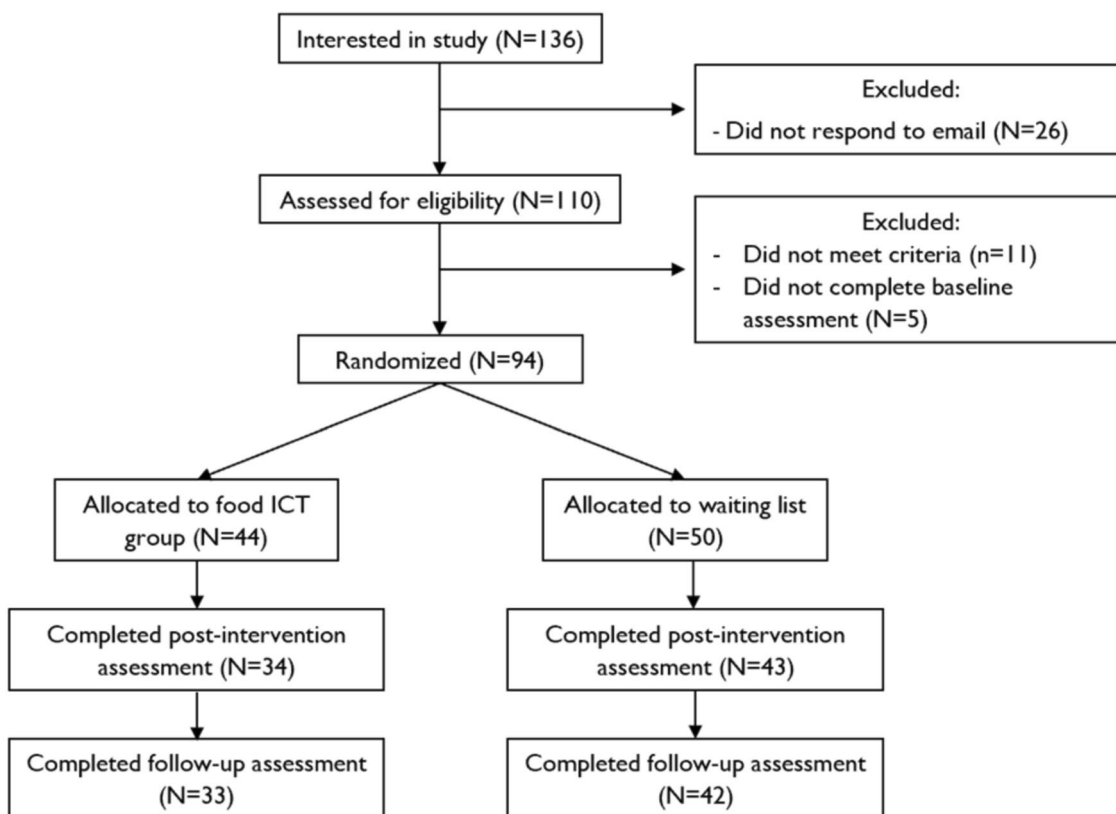 Interested in study (N=136)
Excluded:
- Did not respond to email (N=26)
Assessed for eligibility (N=110)
Excluded:
- Did not meet criteria (n=11)
- Did not complete baseline
assessment (N=5)
Randomized (N=94)
Allocated to food ICT
group (N=44)
Allocated to waiting list
(N=50)
Completed post-intervention
assessment (N=34)
Completed post-intervention
assessment (N=43)
Completed follow-up assessment
(N=33)
Completed follow-up assessment
(N=42)